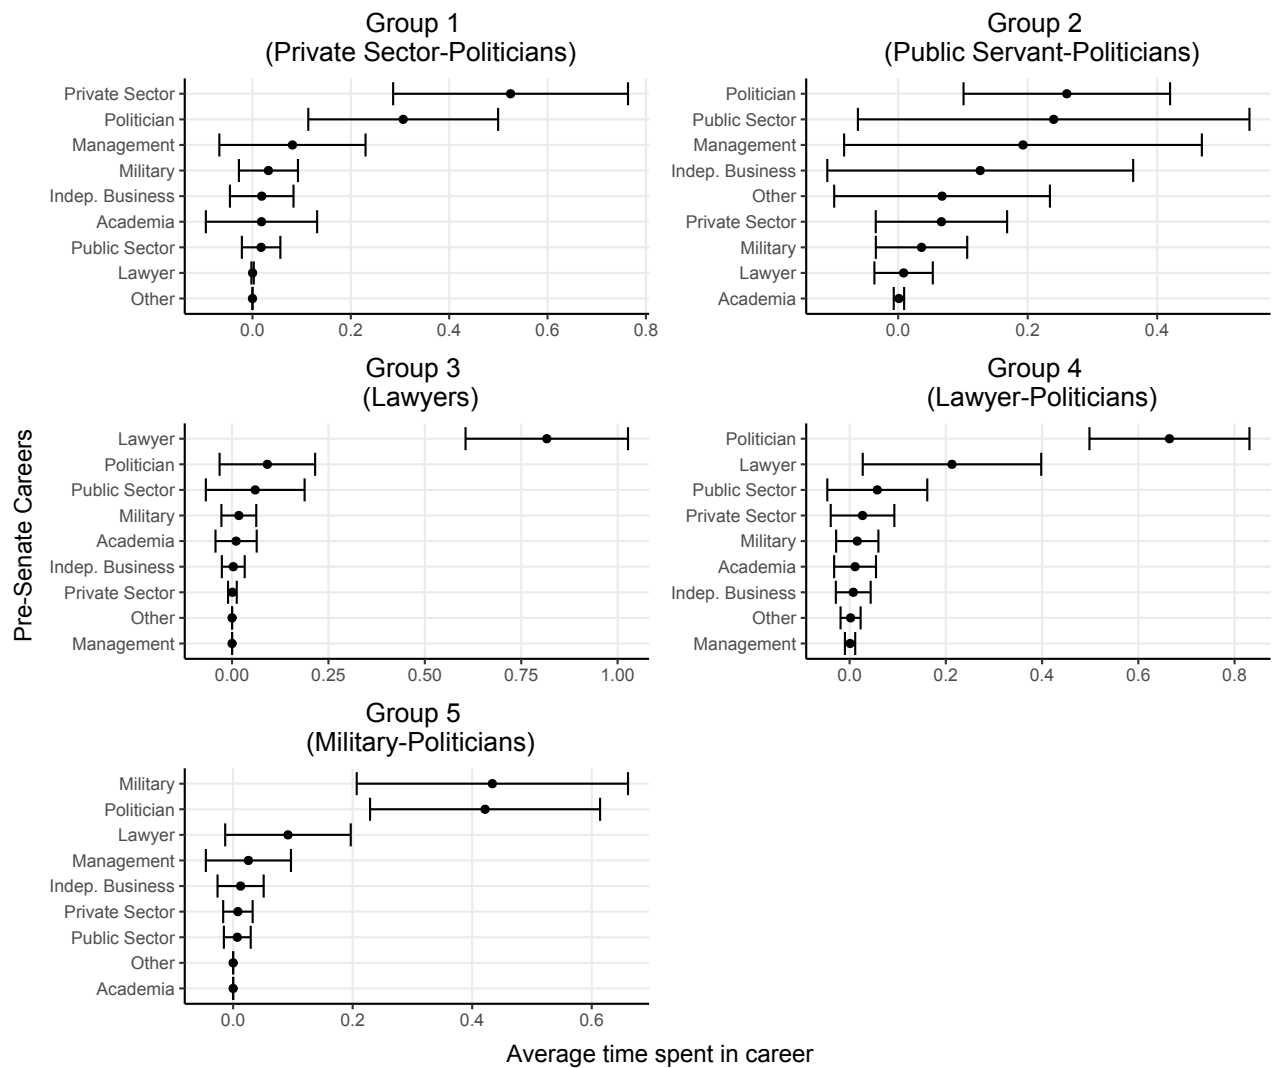 Group 1
(Private Sector-Politicians)
Private Sector
Politician
Management
Military
Indep. Business
Academia
Public Sector
Lawyer
Other
0.0 0.2 0.4 0.6 0.8
Group 2
(Public Servant-Politicians)
Politician
Public Sector
Management
Indep. Business
Other
Private Sector
Military
Lawyer
Academia
0.0 0.2 0.4
Pre-Senate Careers
Group 3
(Lawyers)
Lawyer
Politician
Public Sector
Military
Academia
Indep. Business
Private Sector
Other
Management
0.00 0.25 0.50 0.75 1.00
Group 4
(Lawyer-Politicians)
Politician
Lawyer
Public Sector
Private Sector
Military
Academia
Indep. Business
Other
Management
0.0 0.2 0.4 0.6 0.8
Group 5
(Military-Politicians)
Military
Politician
Lawyer
Management
Indep. Business
Private Sector
Public Sector
Other
Academia
0.0 0.2 0.4 0.6
Average time spent in career